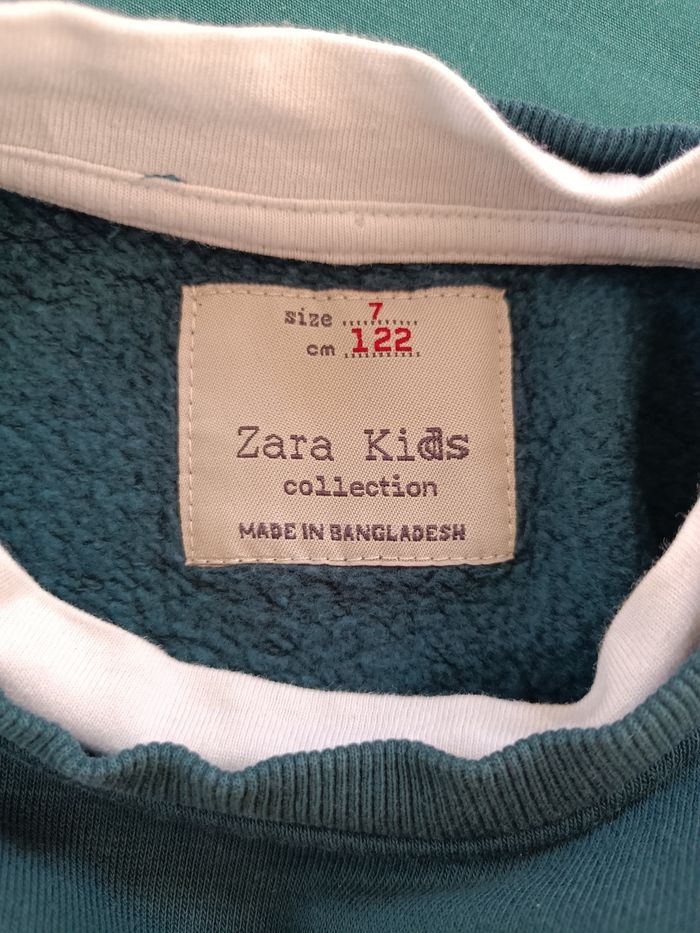 size 7
cm 122
Zara Kids
collection
MADE IN BANGLADESH